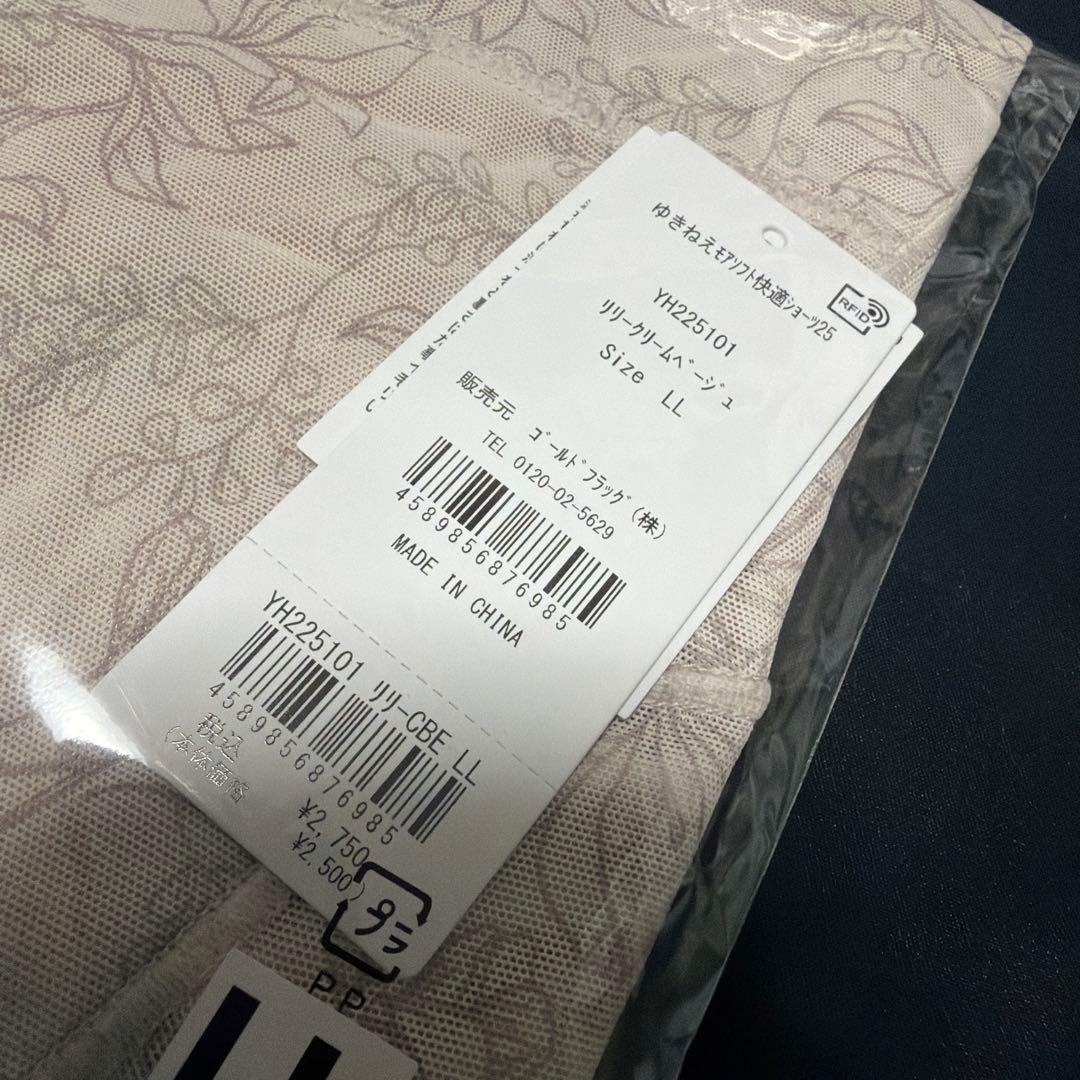 ゆきねえモアソフト快適ショーツ25
RFID
YH225101
リリークリームベージュ
Size LL
販売元 ゴールドフラッグ(株)
TEL 0120-02-5629
4589856876985
MADE IN CHINA
YH225101 リリーCBE LL
4589856876985
税込 ¥2,750
(本体価格 ¥2,500)
プラ
PP